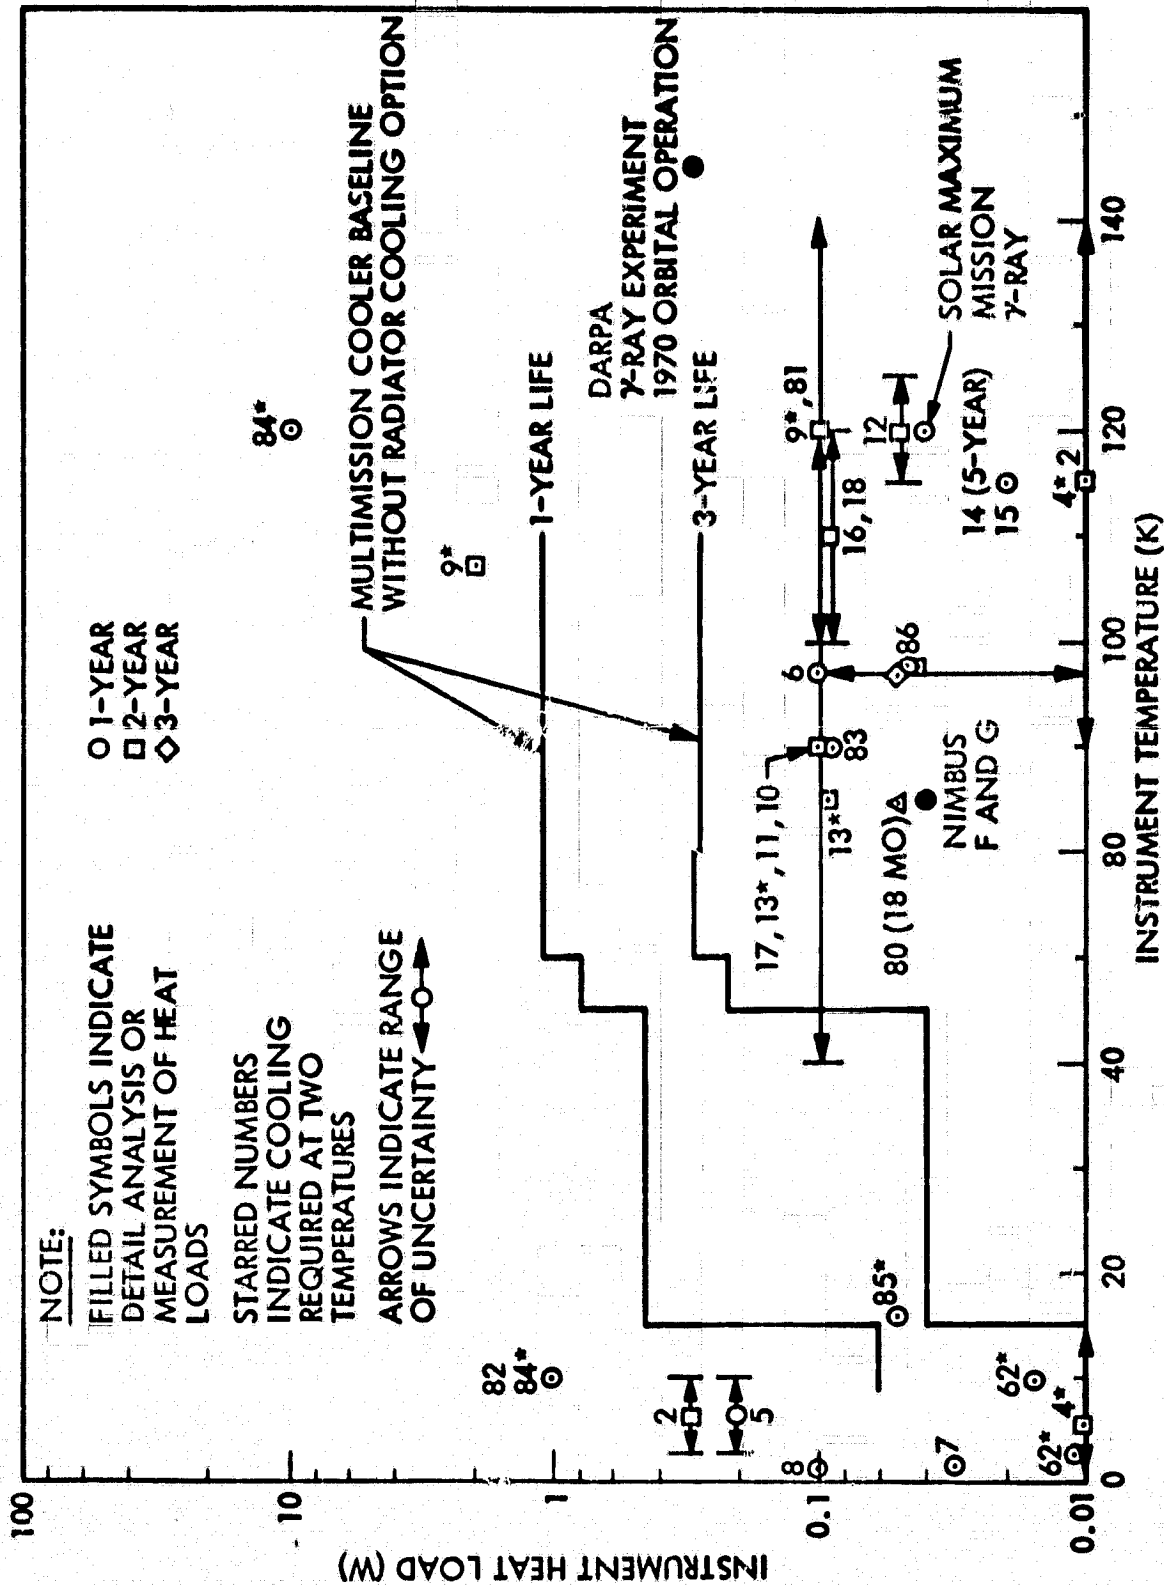 NOTE:
FILLED SYMBOLS INDICATE
DETAIL ANALYSIS OR
MEASUREMENT OF HEAT
LOADS
STARRED NUMBERS
INDICATE COOLING
REQUIRED AT TWO
TEMPERATURES
ARROWS INDICATE RANGE
OF UNCERTAINTY
1-YEAR
2-YEAR
3-YEAR
MULTIMISSION COOLER BASELINE
WITHOUT RADIATOR COOLING OPTION
84*
9*
1-YEAR LIFE
DARPA
γ-RAY EXPERIMENT
1970 ORBITAL OPERATION
3-YEAR LIFE
82
84*
2
5
8
7
62*
62*
4*
85*
17, 13*, 11, 10
13*
83
80 (18 MO)
NIMBUS
F AND G
6
86
9*, 81
16, 18
12
14 (5-YEAR)
15
4* 2
SOLAR MAXIMUM
MISSION
γ-RAY
100
10
1
0.1
0.01
INSTRUMENT HEAT LOAD (W)
0
20
40
60
80
100
120
140
INSTRUMENT TEMPERATURE (K)